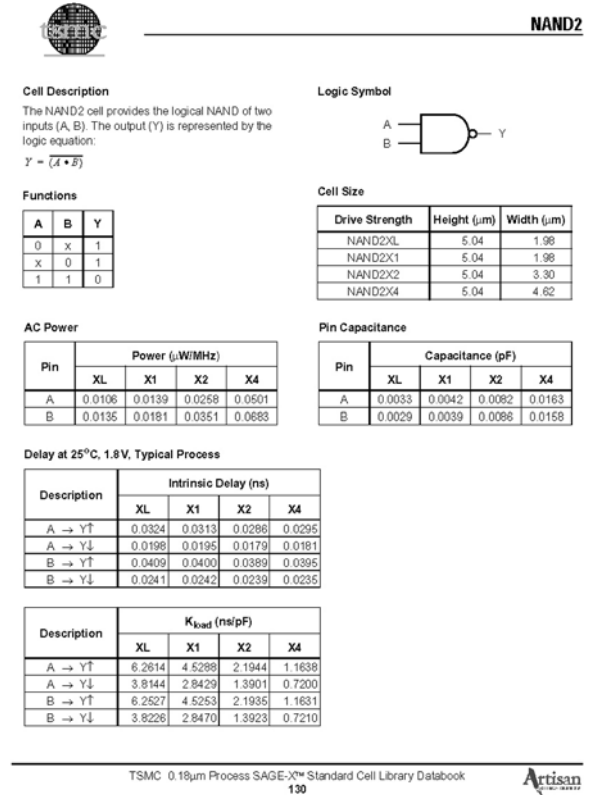 tsmc
NAND2
Cell Description
The NAND2 cell provides the logical NAND of two
inputs (A, B). The output (Y) is represented by the
logic equation:
Y = (A • B)
Logic Symbol
A
B
Y
Functions
A B Y
0 x 1
x 0 1
1 1 0
Cell Size
Drive Strength Height (μm) Width (μm)
NAND2XL 5.04 1.98
NAND2X1 5.04 1.98
NAND2X2 5.04 3.30
NAND2X4 5.04 4.62
AC Power
Pin Power (μW/MHz)
XL X1 X2 X4
A 0.0106 0.0139 0.0258 0.0501
B 0.0135 0.0181 0.0351 0.0683
Pin Capacitance
Pin Capacitance (pF)
XL X1 X2 X4
A 0.0033 0.0042 0.0082 0.0163
B 0.0029 0.0039 0.0086 0.0158
Delay at 25°C, 1.8V, Typical Process
Description Intrinsic Delay (ns)
XL X1 X2 X4
A → Y↑ 0.0324 0.0313 0.0286 0.0295
A → Y↓ 0.0198 0.0195 0.0179 0.0181
B → Y↑ 0.0409 0.0400 0.0389 0.0395
B → Y↓ 0.0241 0.0242 0.0239 0.0235
Description Kload (ns/pF)
XL X1 X2 X4
A → Y↑ 6.2614 4.5288 2.1944 1.1638
A → Y↓ 3.8144 2.8429 1.3901 0.7200
B → Y↑ 6.2527 4.5253 2.1935 1.1631
B → Y↓ 3.8226 2.8470 1.3923 0.7210
TSMC 0.18μm Process SAGE-X™ Standard Cell Library Databook
130
Artisan